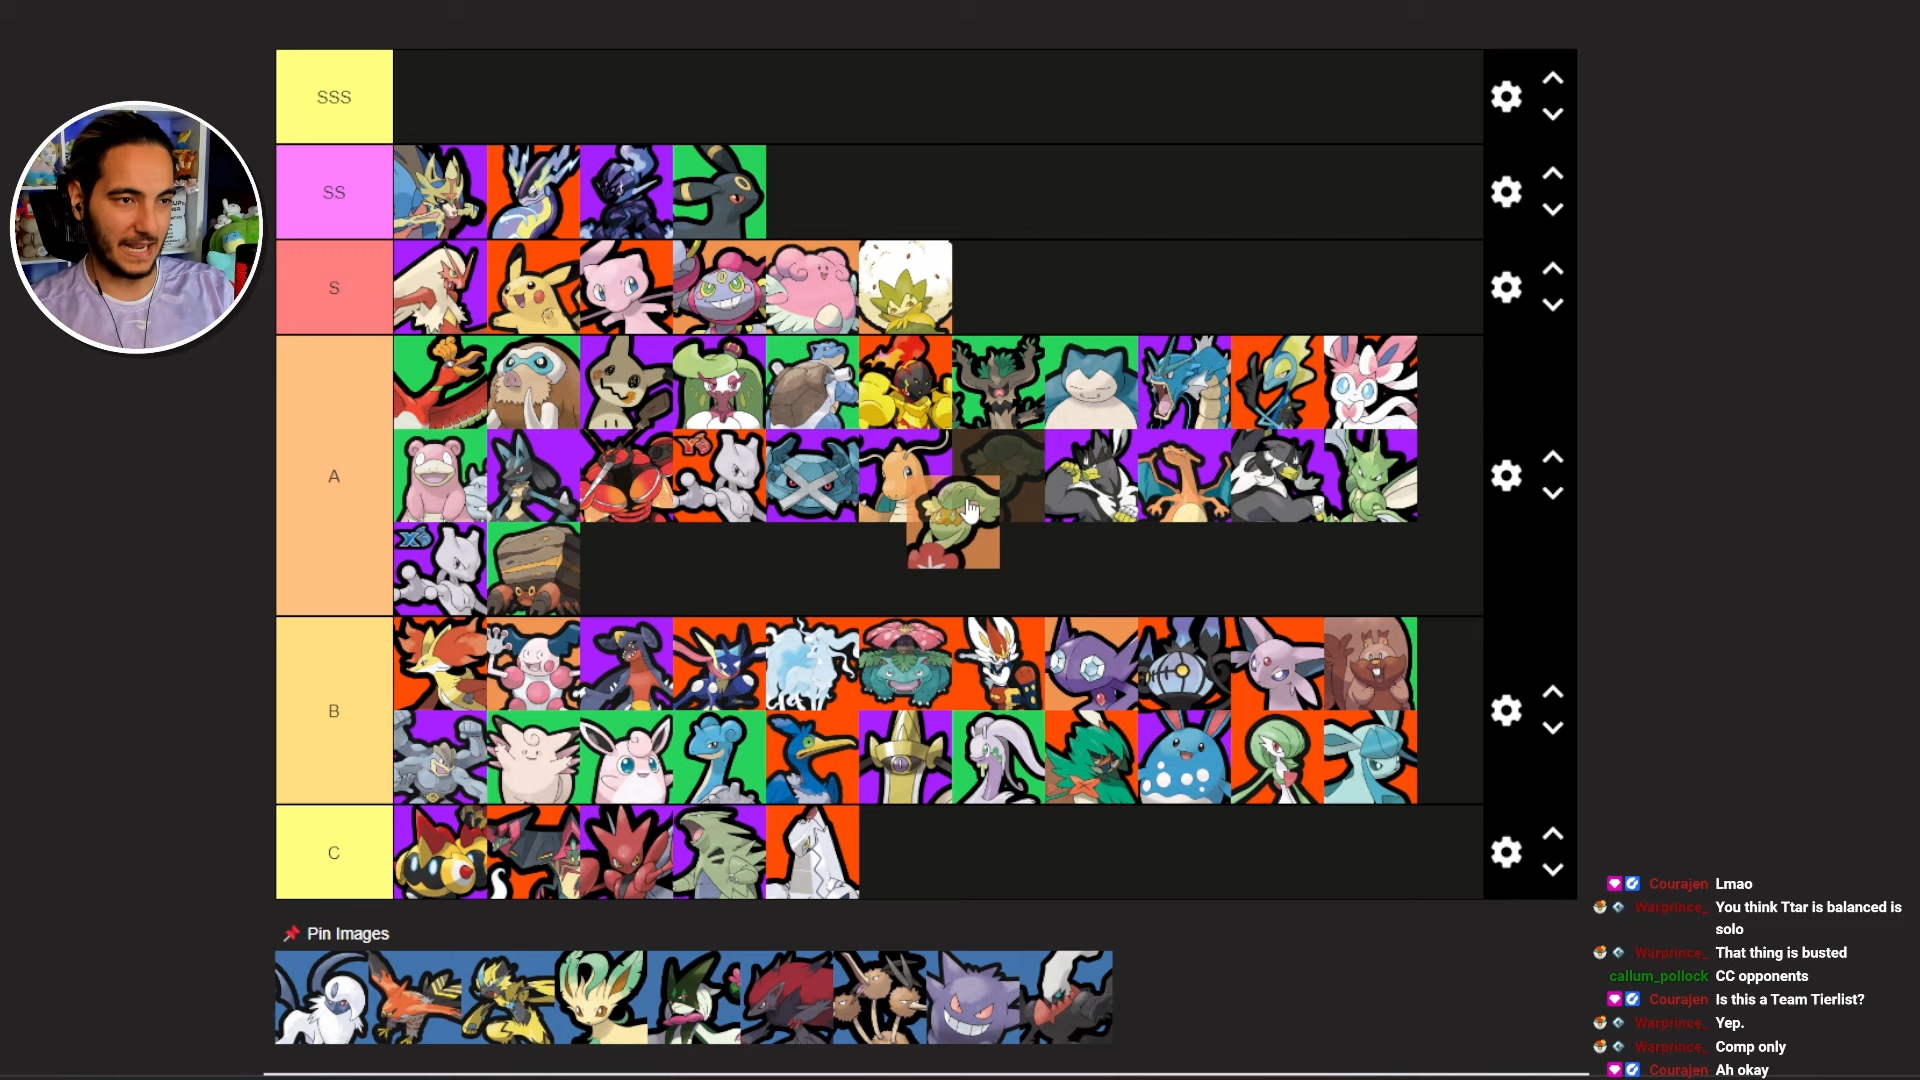 SSS
SS
S
A
Y
X
B
C
Pin Images
Courajen Lmao
Warprince_ You think Ttar is balanced is
solo
Warprince_ That thing is busted
callum_pollock CC opponents
Courajen Is this a Team Tierlist?
Warprince_ Yep.
Warprince_ Comp only
Courajen Ah okay